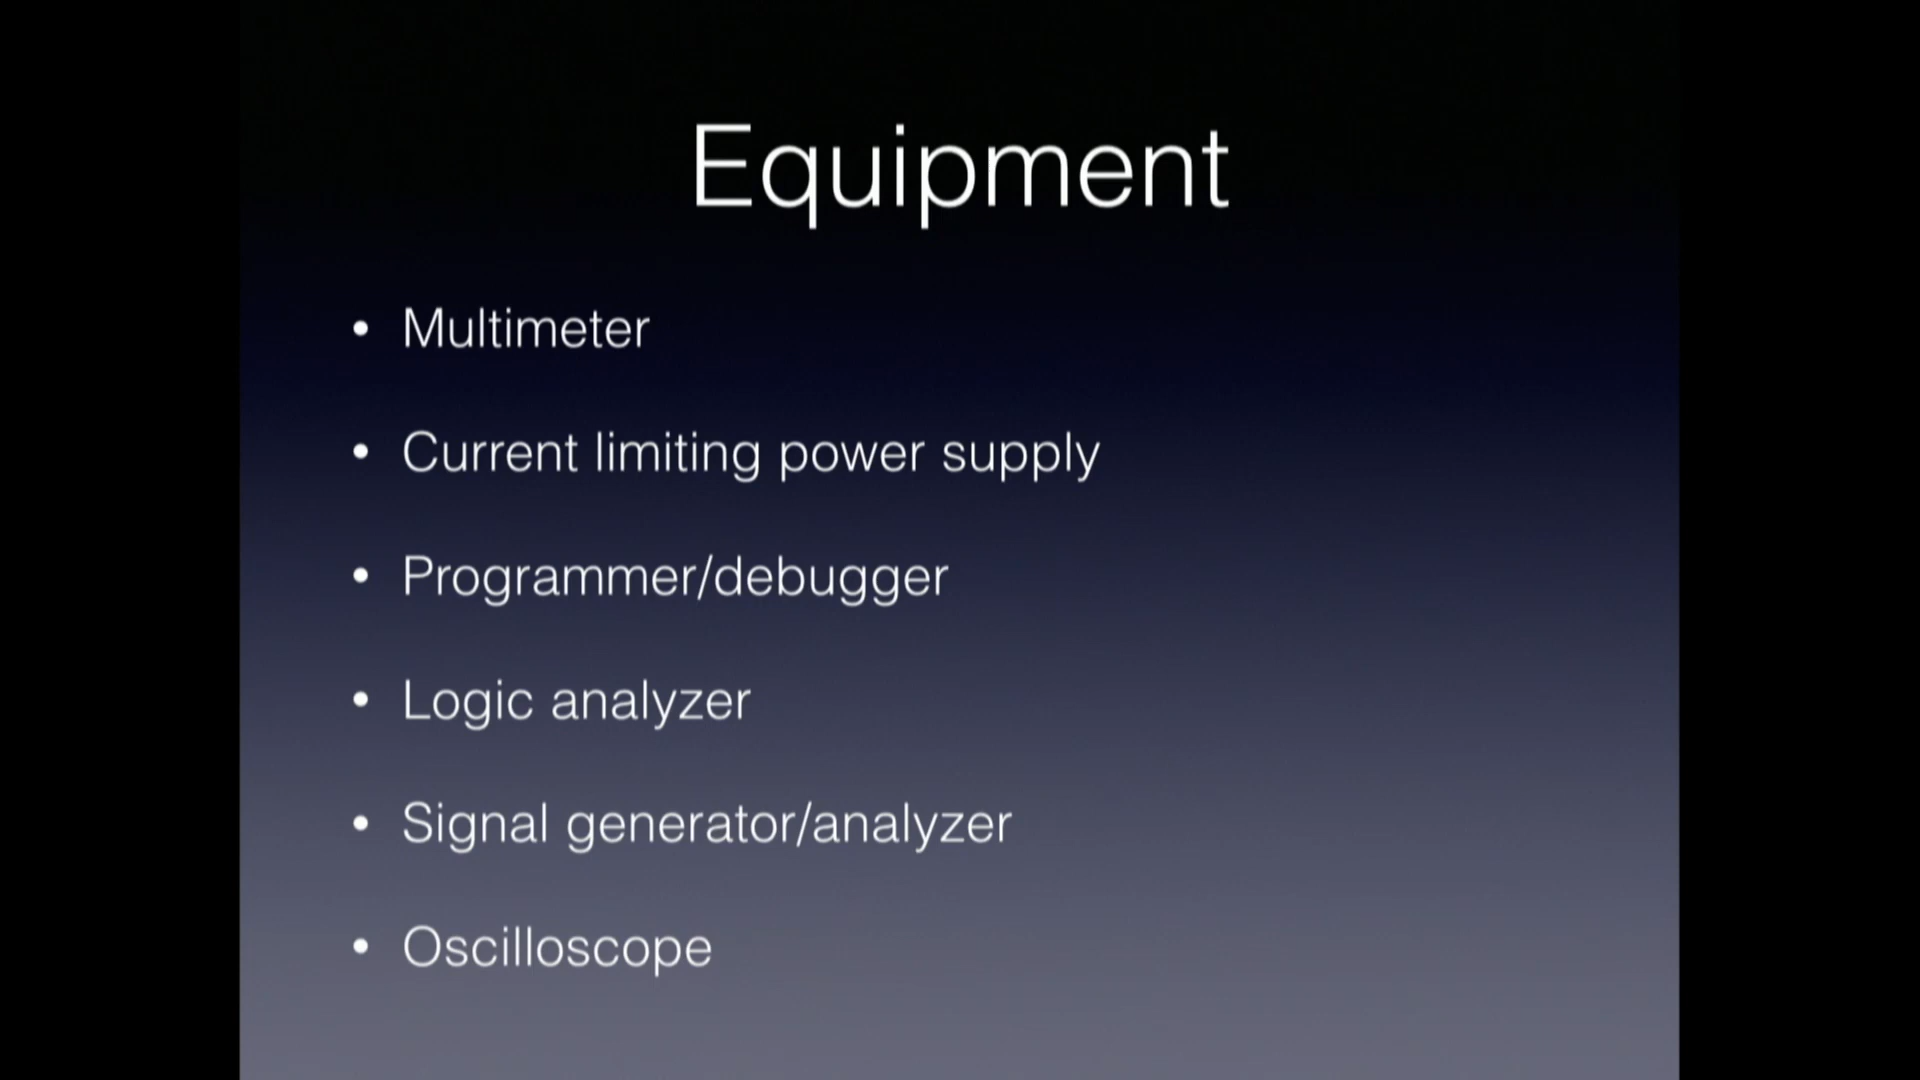 Equipment
• Multimeter
• Current limiting power supply
• Programmer/debugger
• Logic analyzer
• Signal generator/analyzer
• Oscilloscope